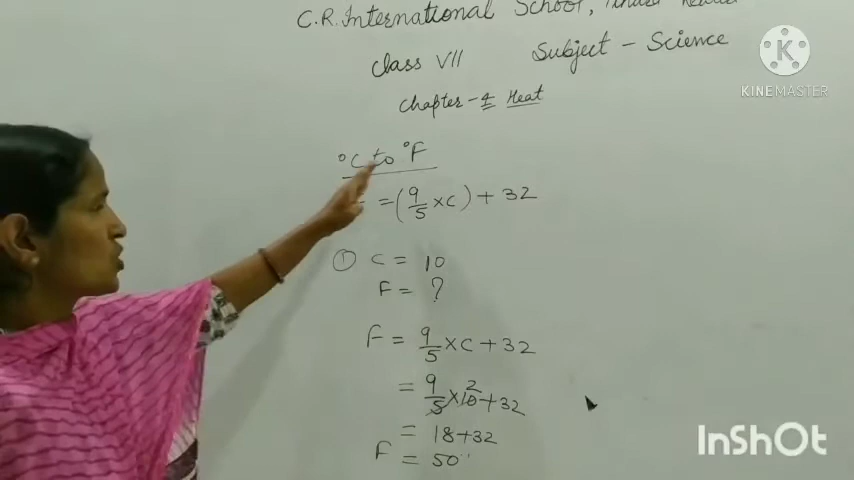 C.R. International School,
Class VII Subject - Science
Chapter - 4 Heat
K
KINEMASTER
°C to °F
= (9/5 × C) + 32
① C = 10
F = ?
F = 9/5 × C + 32
= 9/5 × 10 2 + 32
= 18 + 32
F = 50
InShOt